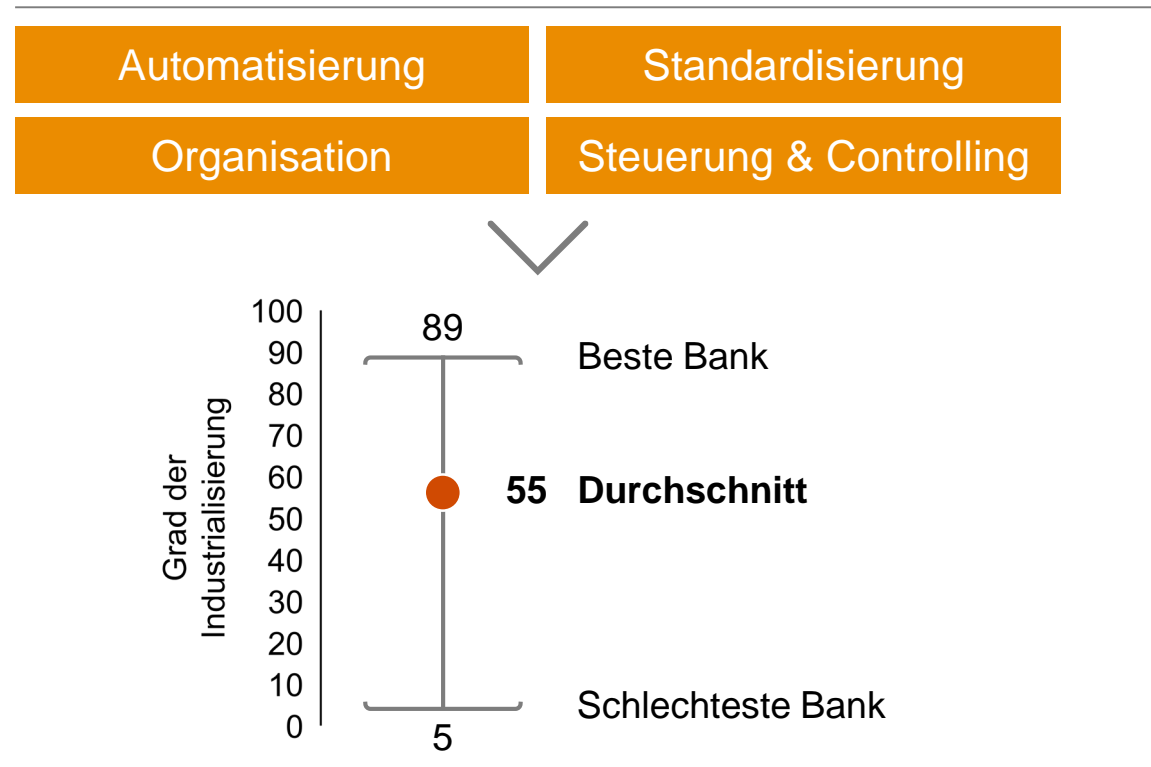 Automatisierung
Standardisierung
Organisation
Steuerung & Controlling
Grad der
Industrialisierung
100
90
80
70
60
50
40
30
20
10
0
89
Beste Bank
55 Durchschnitt
5
Schlechteste Bank